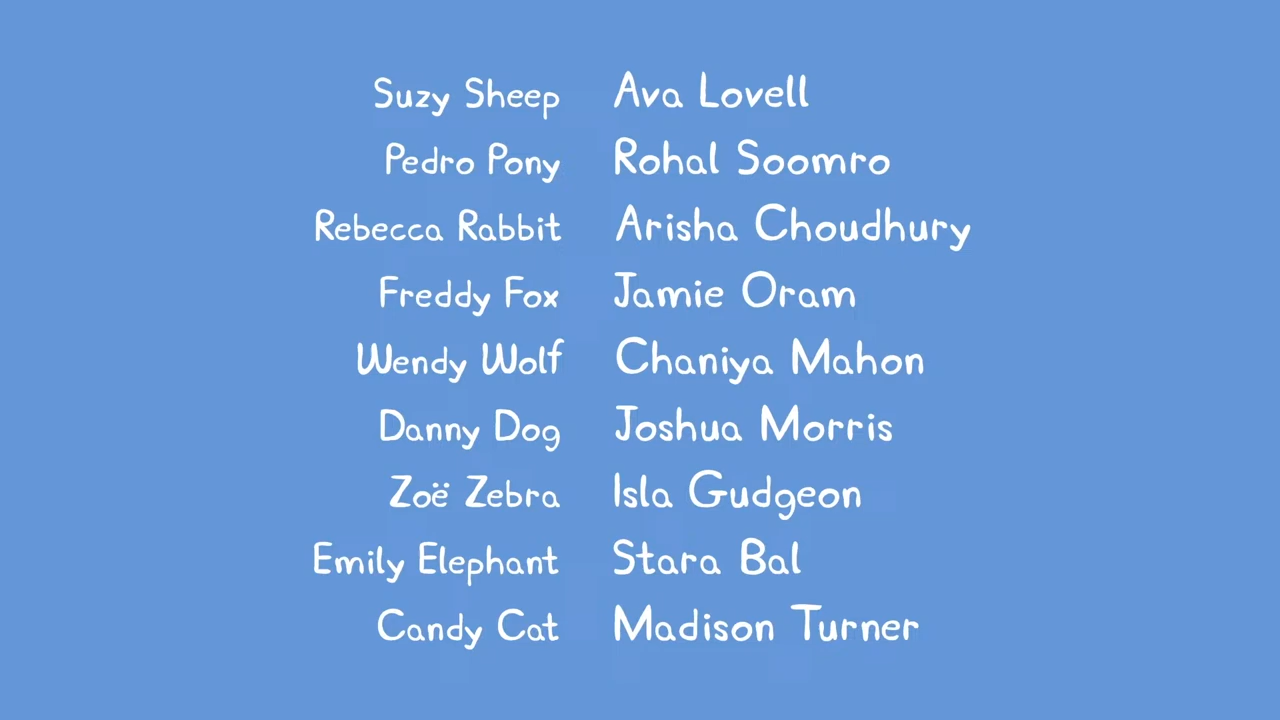 Suzy Sheep Ava Lovell
Pedro Pony Rohal Soomro
Rebecca Rabbit Arisha Choudhury
Freddy Fox Jamie Oram
Wendy Wolf Chaniya Mahon
Danny Dog Joshua Morris
Zoë Zebra Isla Gudgeon
Emily Elephant Stara Bal
Candy Cat Madison Turner